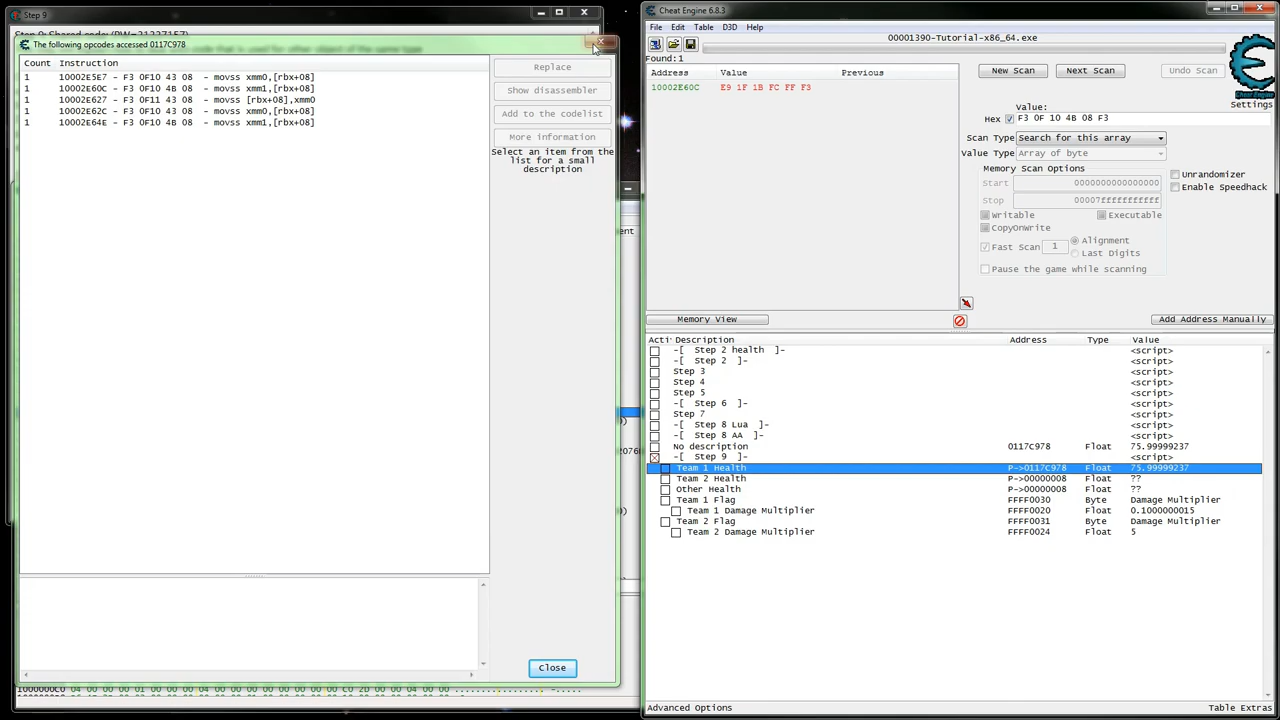 Step 9
The following opcodes accessed 0117C978
Count Instruction
1 10002E5E7 - F3 0F10 43 08 - movss xmm0,[rbx+08]
1 10002E60C - F3 0F10 4B 08 - movss xmm1,[rbx+08]
1 10002E627 - F3 0F11 43 08 - movss [rbx+08],xmm0
1 10002E62C - F3 0F10 43 08 - movss xmm0,[rbx+08]
1 10002E64E - F3 0F10 4B 08 - movss xmm1,[rbx+08]
Replace
Show disassembler
Add to the codelist
More information
Select an item from the
list for a small
description
Close
Cheat Engine 6.8.3
File Edit Table D3D Help
00001390-Tutorial-x86_64.exe
Found:1
Address Value Previous
10002E60C E9 1F 1B FC FF F3
New Scan Next Scan Undo Scan
Settings
Value:
Hex F3 0F 10 4B 08 F3
Scan Type Search for this array
Value Type Array of byte
Memory Scan Options
Start 0000000000000000
Stop 00007fffffffffff
Writable Executable
CopyOnWrite
Fast Scan 1 Alignment
Last Digits
Pause the game while scanning
Unrandomizer
Enable Speedhack
Memory View Add Address Manually
Acti Description Address Type Value
-[ Step 2 health ]- <script>
-[ Step 2 ]- <script>
Step 3 <script>
Step 4 <script>
Step 5 <script>
-[ Step 6 ]- <script>
Step 7 <script>
-[ Step 8 Lua ]- <script>
-[ Step 8 AA ]- <script>
No description 0117C978 Float 75.99999237
-[ Step 9 ]- <script>
Team 1 Health P->0117C978 Float 75.99999237
Team 2 Health P->00000008 Float ??
Other Health P->00000008 Float ??
Team 1 Flag FFFF0030 Byte Damage Multiplier
Team 1 Damage Multiplier FFFF0020 Float 0.1000000015
Team 2 Flag FFFF0031 Byte Damage Multiplier
Team 2 Damage Multiplier FFFF0024 Float 5
Advanced Options Table Extras